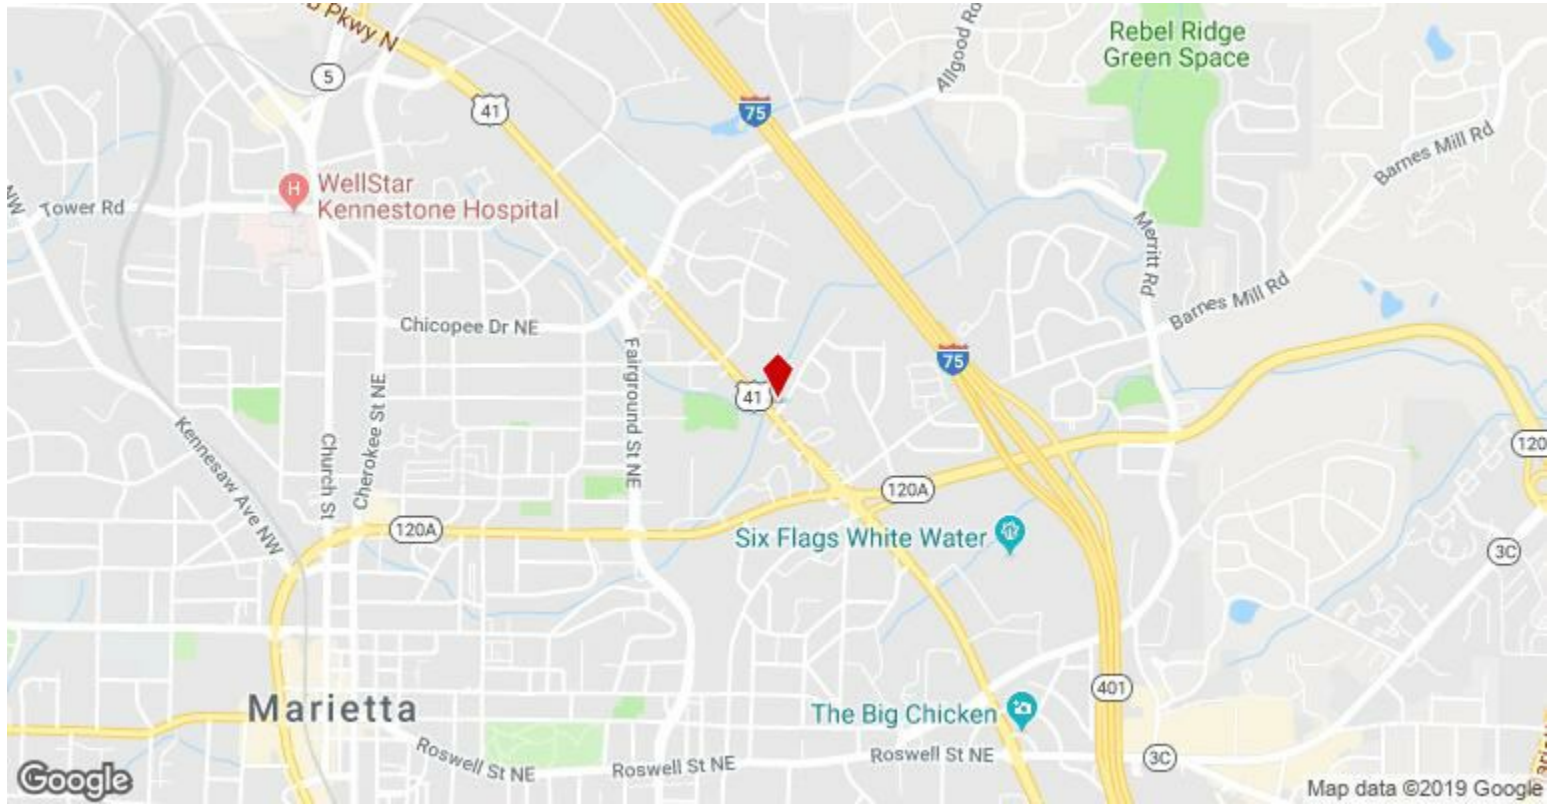 b Pkwy N
5
41
75
Allgood Rd
Rebel Ridge
Green Space
Barnes Mill Rd
H
WellStar
Kennestone Hospital
NW
Tower Rd
Merritt Rd
Barnes Mill Rd
Chicopee Dr NE
Fairground St NE
75
41
Cherokee St NE
Church St
Kennesaw Ave NW
120
120A
120A
Six Flags White Water
3C
401
Marietta
The Big Chicken
Roswell St NE
Roswell St NE
Roswell St NE
3C
Google
Map data ©2019 Google